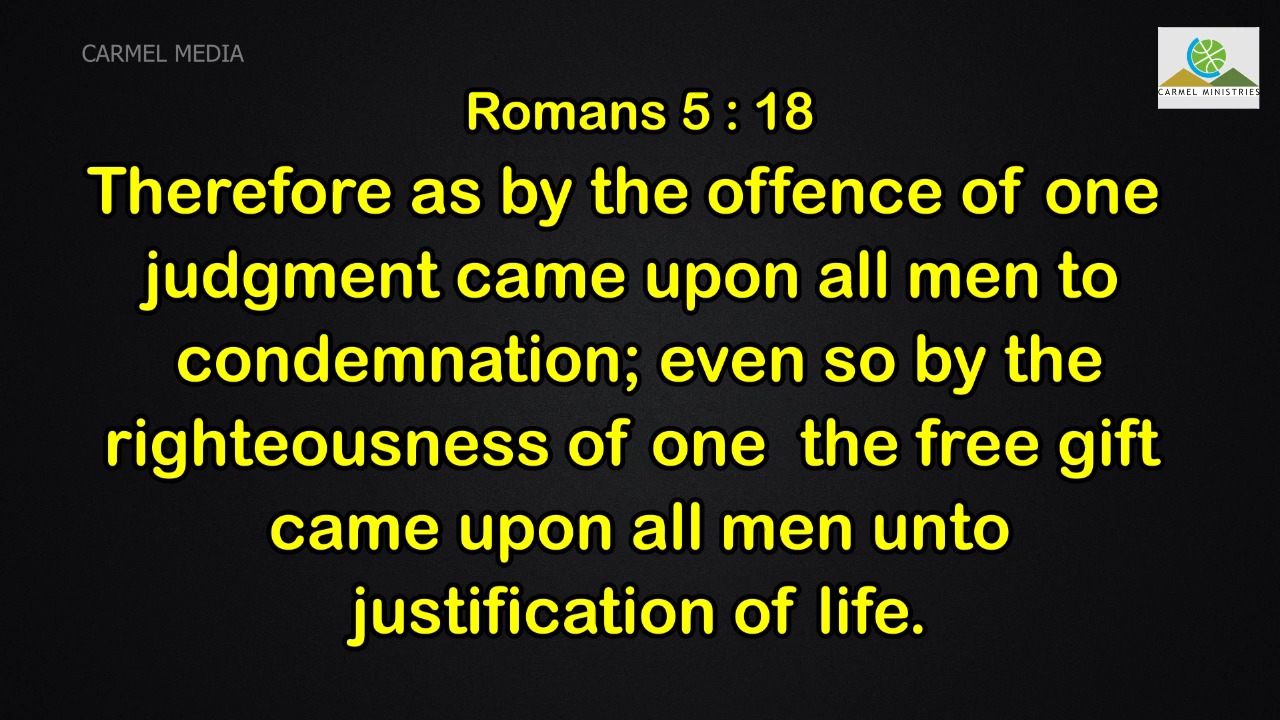 CARMEL MEDIA
CARMEL MINISTRIES
Romans 5 : 18
Therefore as by the offence of one
judgment came upon all men to
condemnation; even so by the
righteousness of one the free gift
came upon all men unto
justification of life.